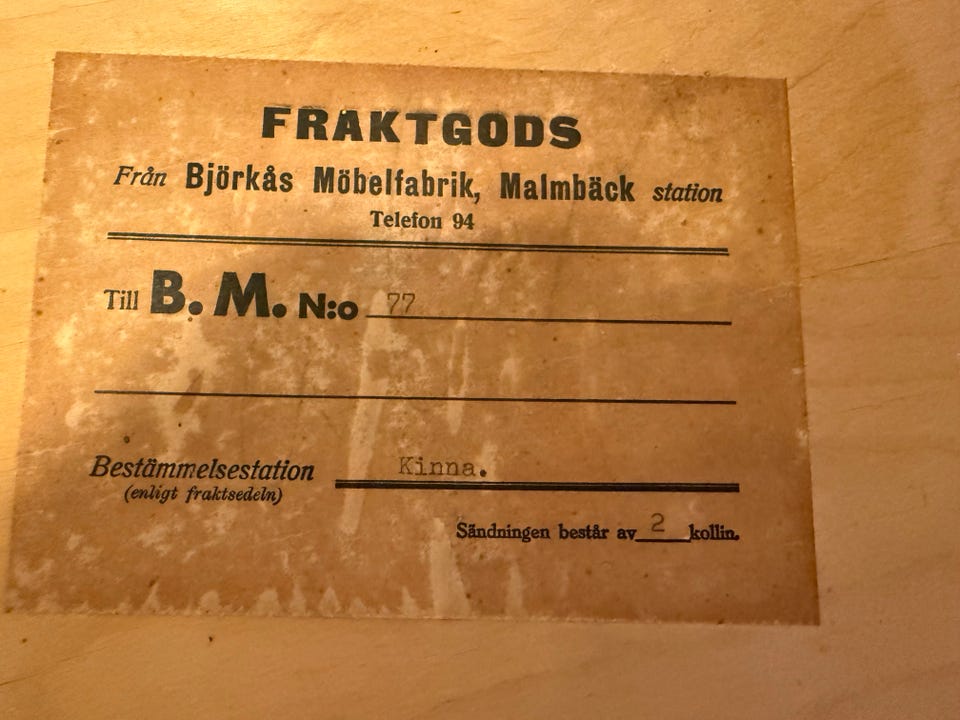 FRAKTGODS
Från Björkås Möbelfabrik, Malmbäck station
Telefon 94
Till B. M. N:o 77
Bestämmelsestation Kinna.
(enligt fraktsedeln)
Sändningen består av 2 kollin.